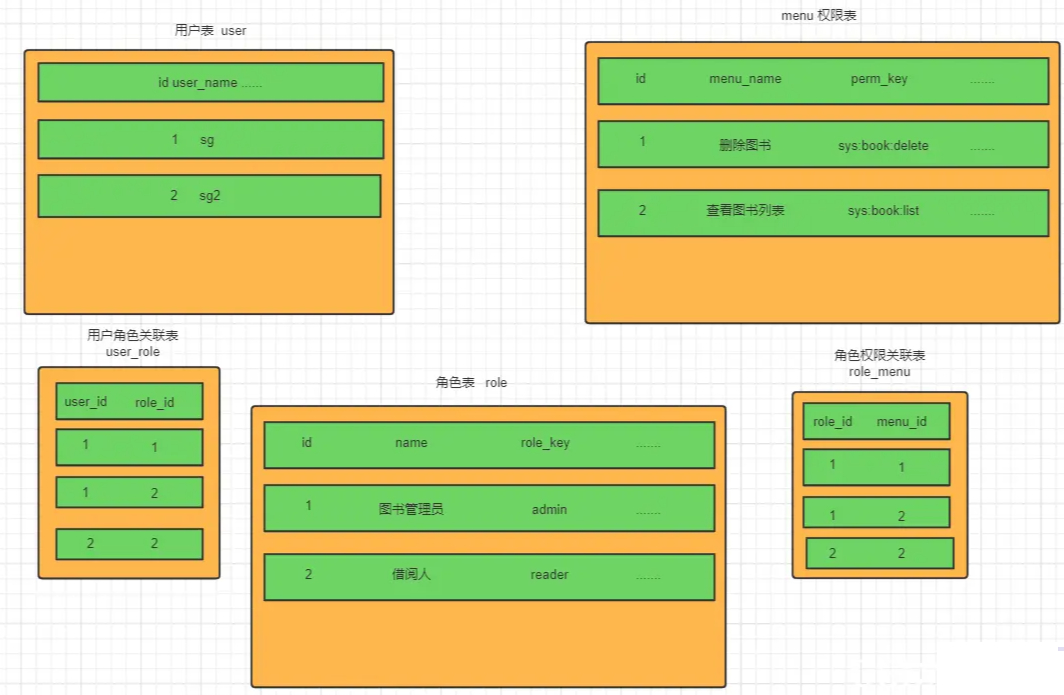 用户表 user
id user_name ......
1 sg
2 sg2
menu 权限表
id menu_name perm_key .......
1 删除图书 sys:book:delete .......
2 查看图书列表 sys:book:list .......
用户角色关联表
user_role
user_id role_id
1 1
1 2
2 2
角色表 role
id name role_key .......
1 图书管理员 admin .......
2 借阅人 reader .......
角色权限关联表
role_menu
role_id menu_id
1 1
1 2
2 2